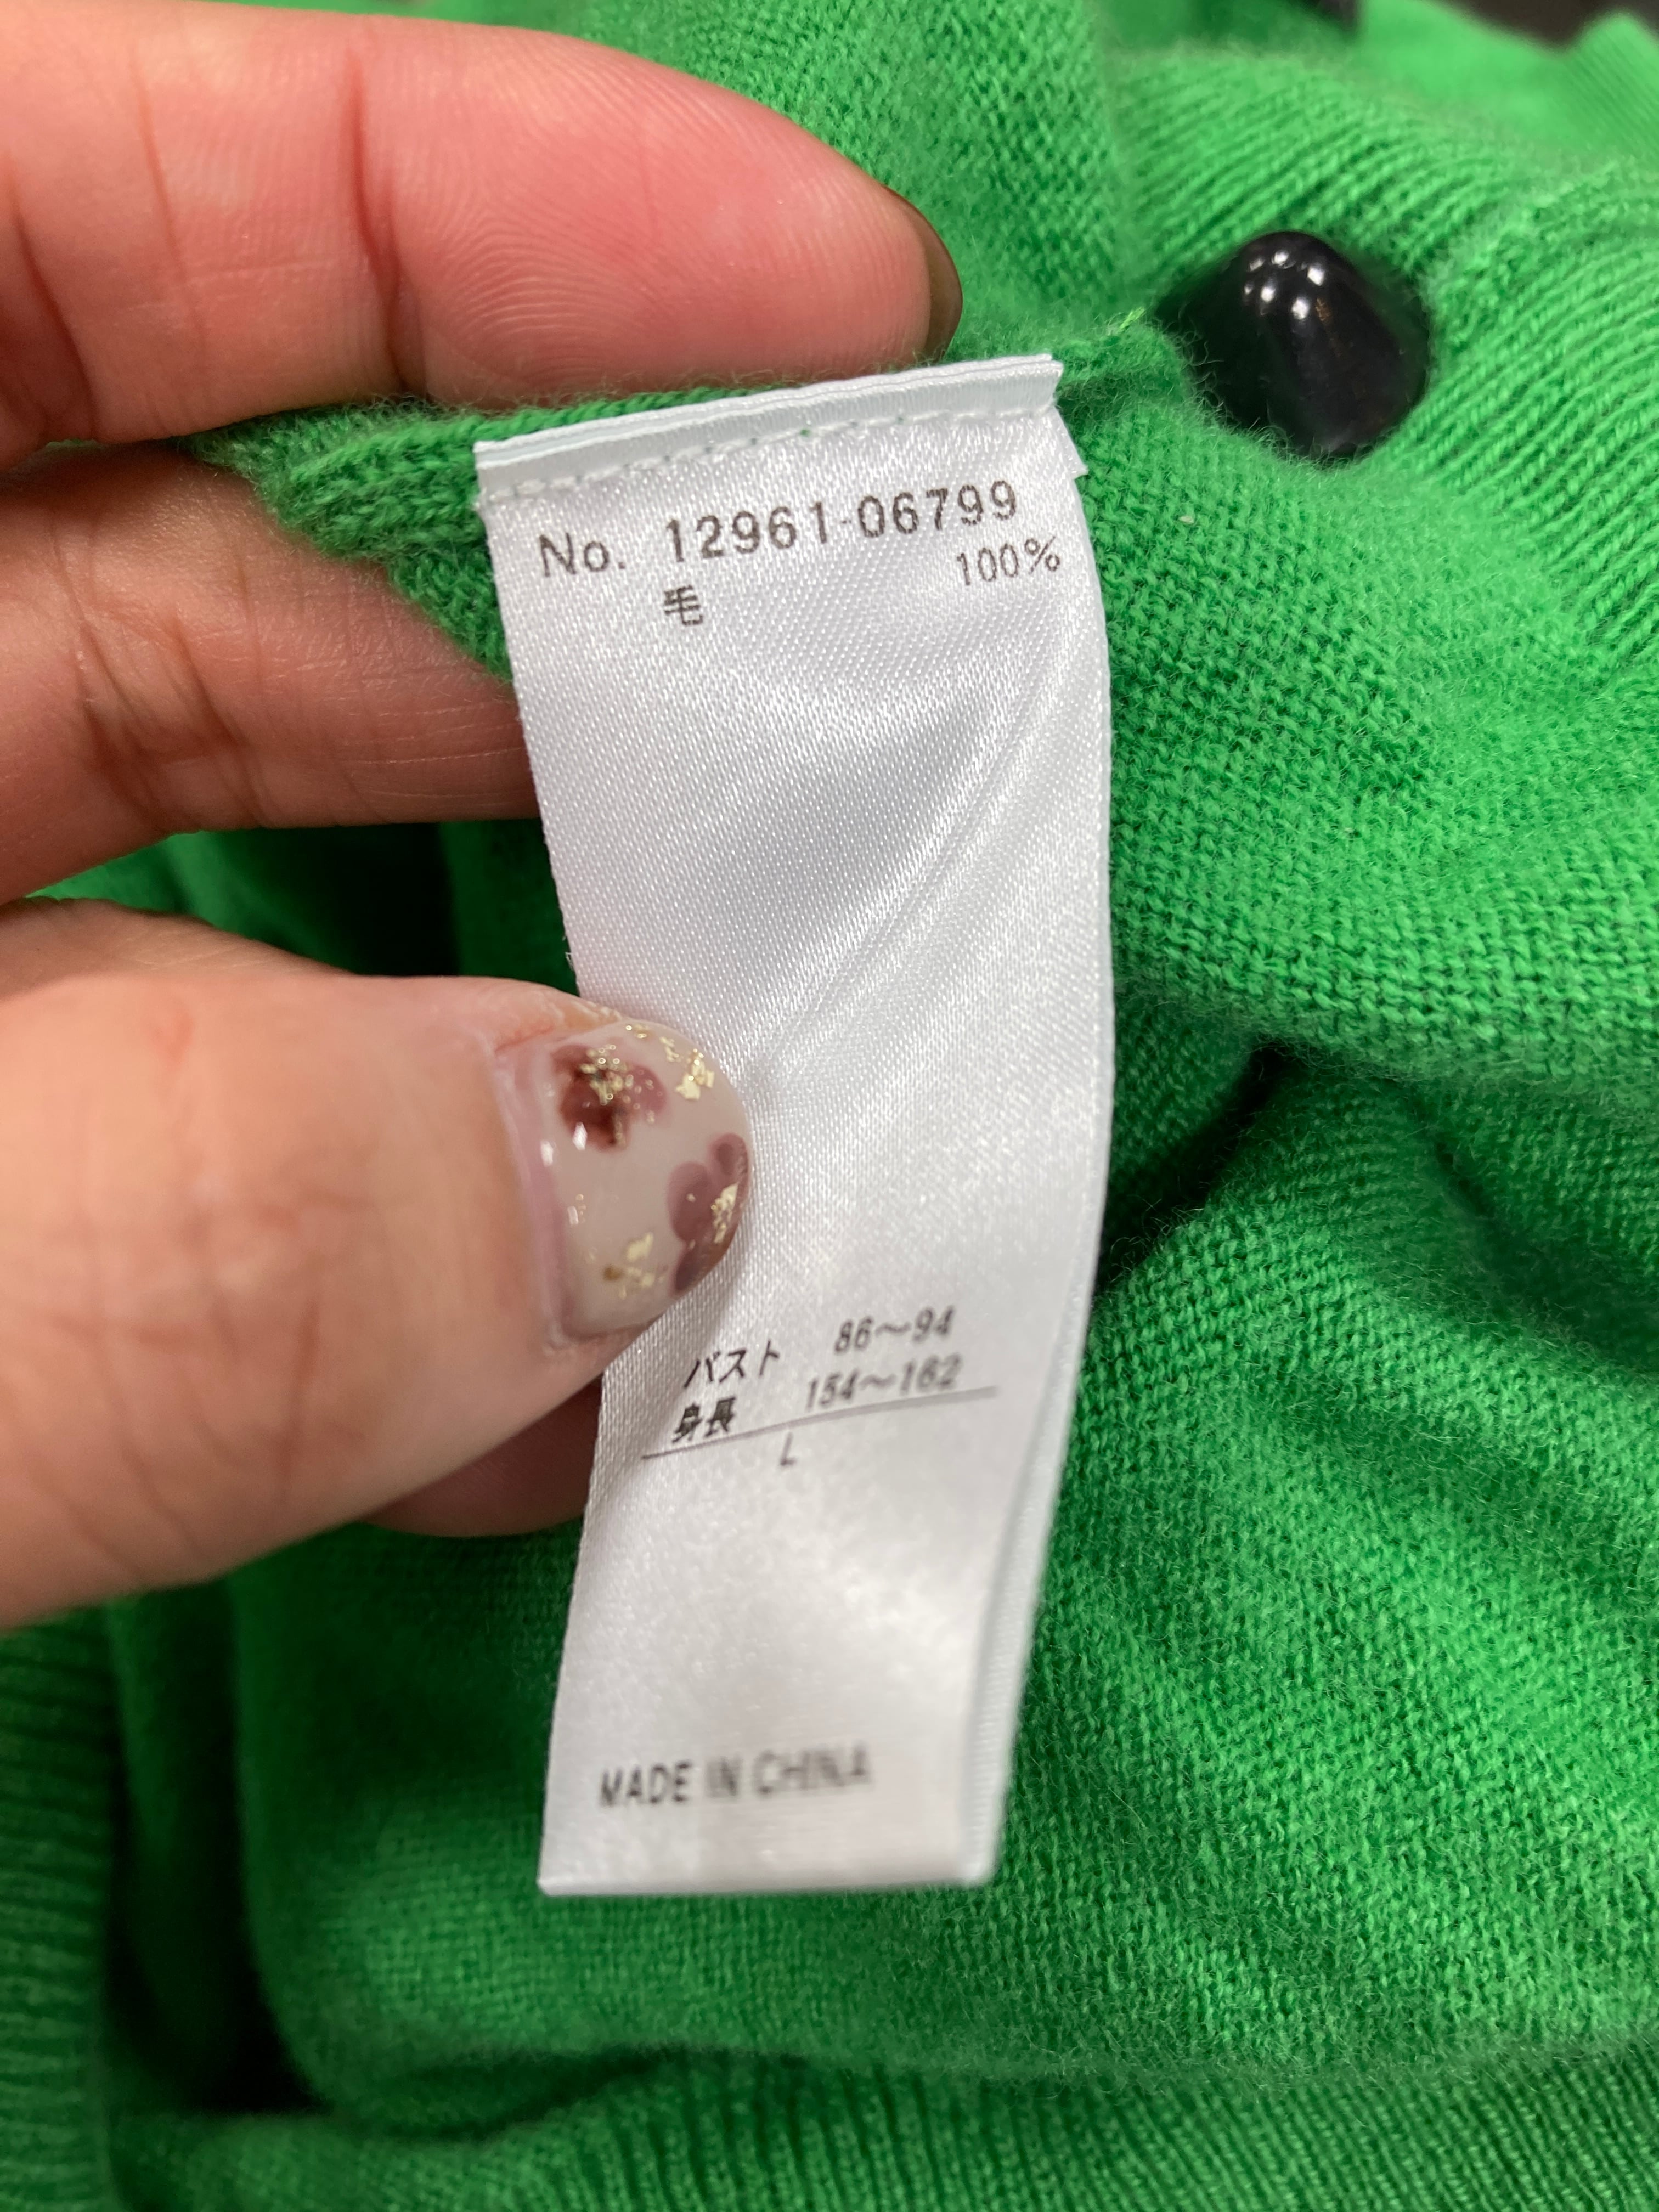 No. 12961-06799
毛 100%
バスト 86～94
身長 154～162
L
MADE IN CHINA